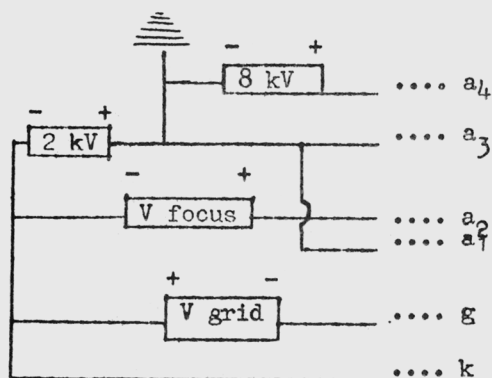 - +
8 kV .... a4
- +
2 kV .... a3
- +
V focus .... a2
.... a1
+ -
V grid .... g
.... k